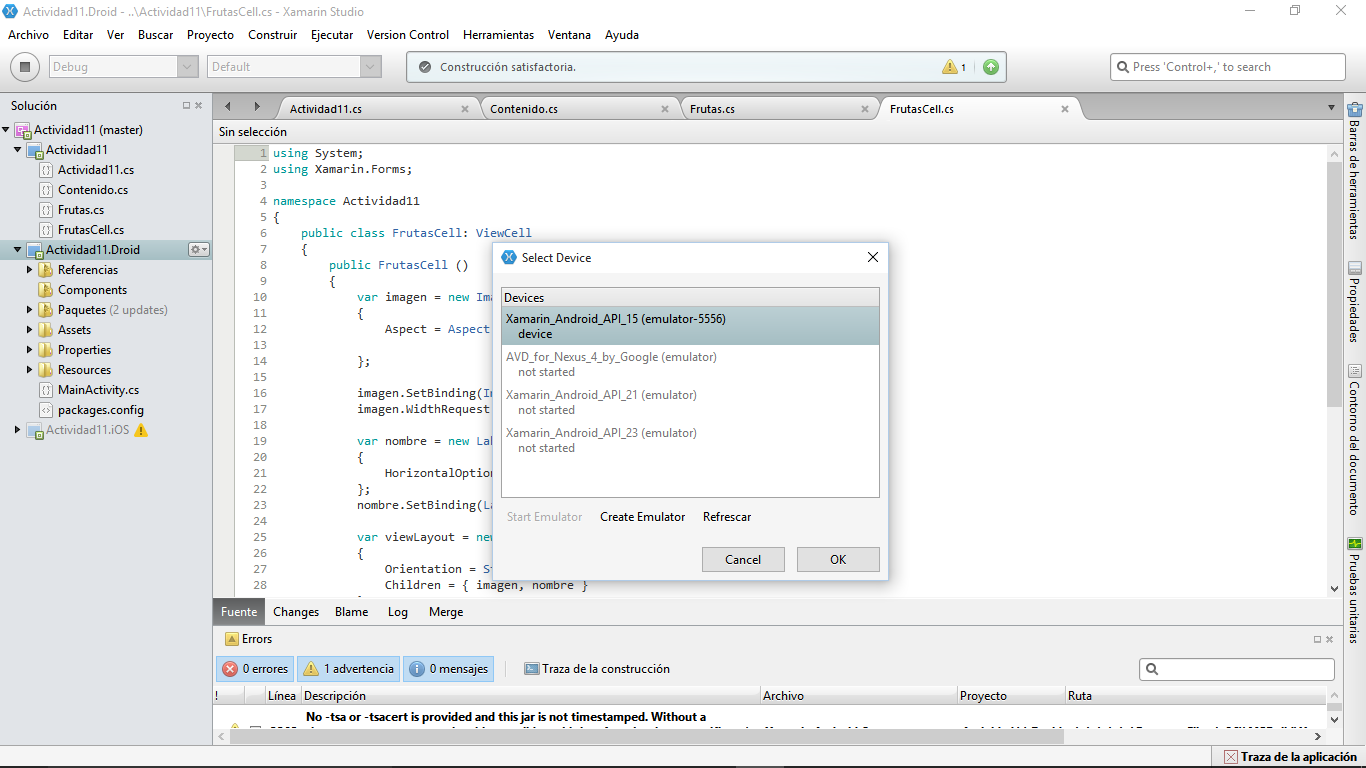 Actividad11.Droid - ..\Actividad11\FrutasCell.cs - Xamarin Studio
Archivo Editar Ver Buscar Proyecto Construir Ejecutar Version Control Herramientas Ventana Ayuda
Debug Default Construcción satisfactoria. 1 Press 'Control+,' to search
Solución
Actividad11 (master)
Actividad11
Actividad11.cs
Contenido.cs
Frutas.cs
FrutasCell.cs
Actividad11.Droid
Referencias
Components
Paquetes (2 updates)
Assets
Properties
Resources
MainActivity.cs
packages.config
Actividad11.iOS
Actividad11.cs Contenido.cs Frutas.cs FrutasCell.cs
Sin selección
1 using System;
2 using Xamarin.Forms;
3
4 namespace Actividad11
5 {
6 public class FrutasCell: ViewCell
7 {
8 public FrutasCell ()
9 {
10 var imagen = new Ima
11 {
12 Aspect = Aspect
13
14 };
15
16 imagen.SetBinding(Im
17 imagen.WidthRequest
18
19 var nombre = new Lab
20 {
21 HorizontalOption
22 };
23 nombre.SetBinding(La
24
25 var viewLayout = new
26 {
27 Orientation = St
28 Children = { imagen, nombre }
Select Device
Devices
Xamarin_Android_API_15 (emulator-5556)
device
AVD_for_Nexus_4_by_Google (emulator)
not started
Xamarin_Android_API_21 (emulator)
not started
Xamarin_Android_API_23 (emulator)
not started
Start Emulator Create Emulator Refrescar
Cancel OK
Fuente Changes Blame Log Merge
Errors
0 errores 1 advertencia 0 mensajes Traza de la construcción
! Línea Descripción Archivo Proyecto Ruta
No -tsa or -tsacert is provided and this jar is not timestamped. Without a
Traza de la aplicación
Barras de herramientas
Propiedades
Contorno del documento
Pruebas unitarias